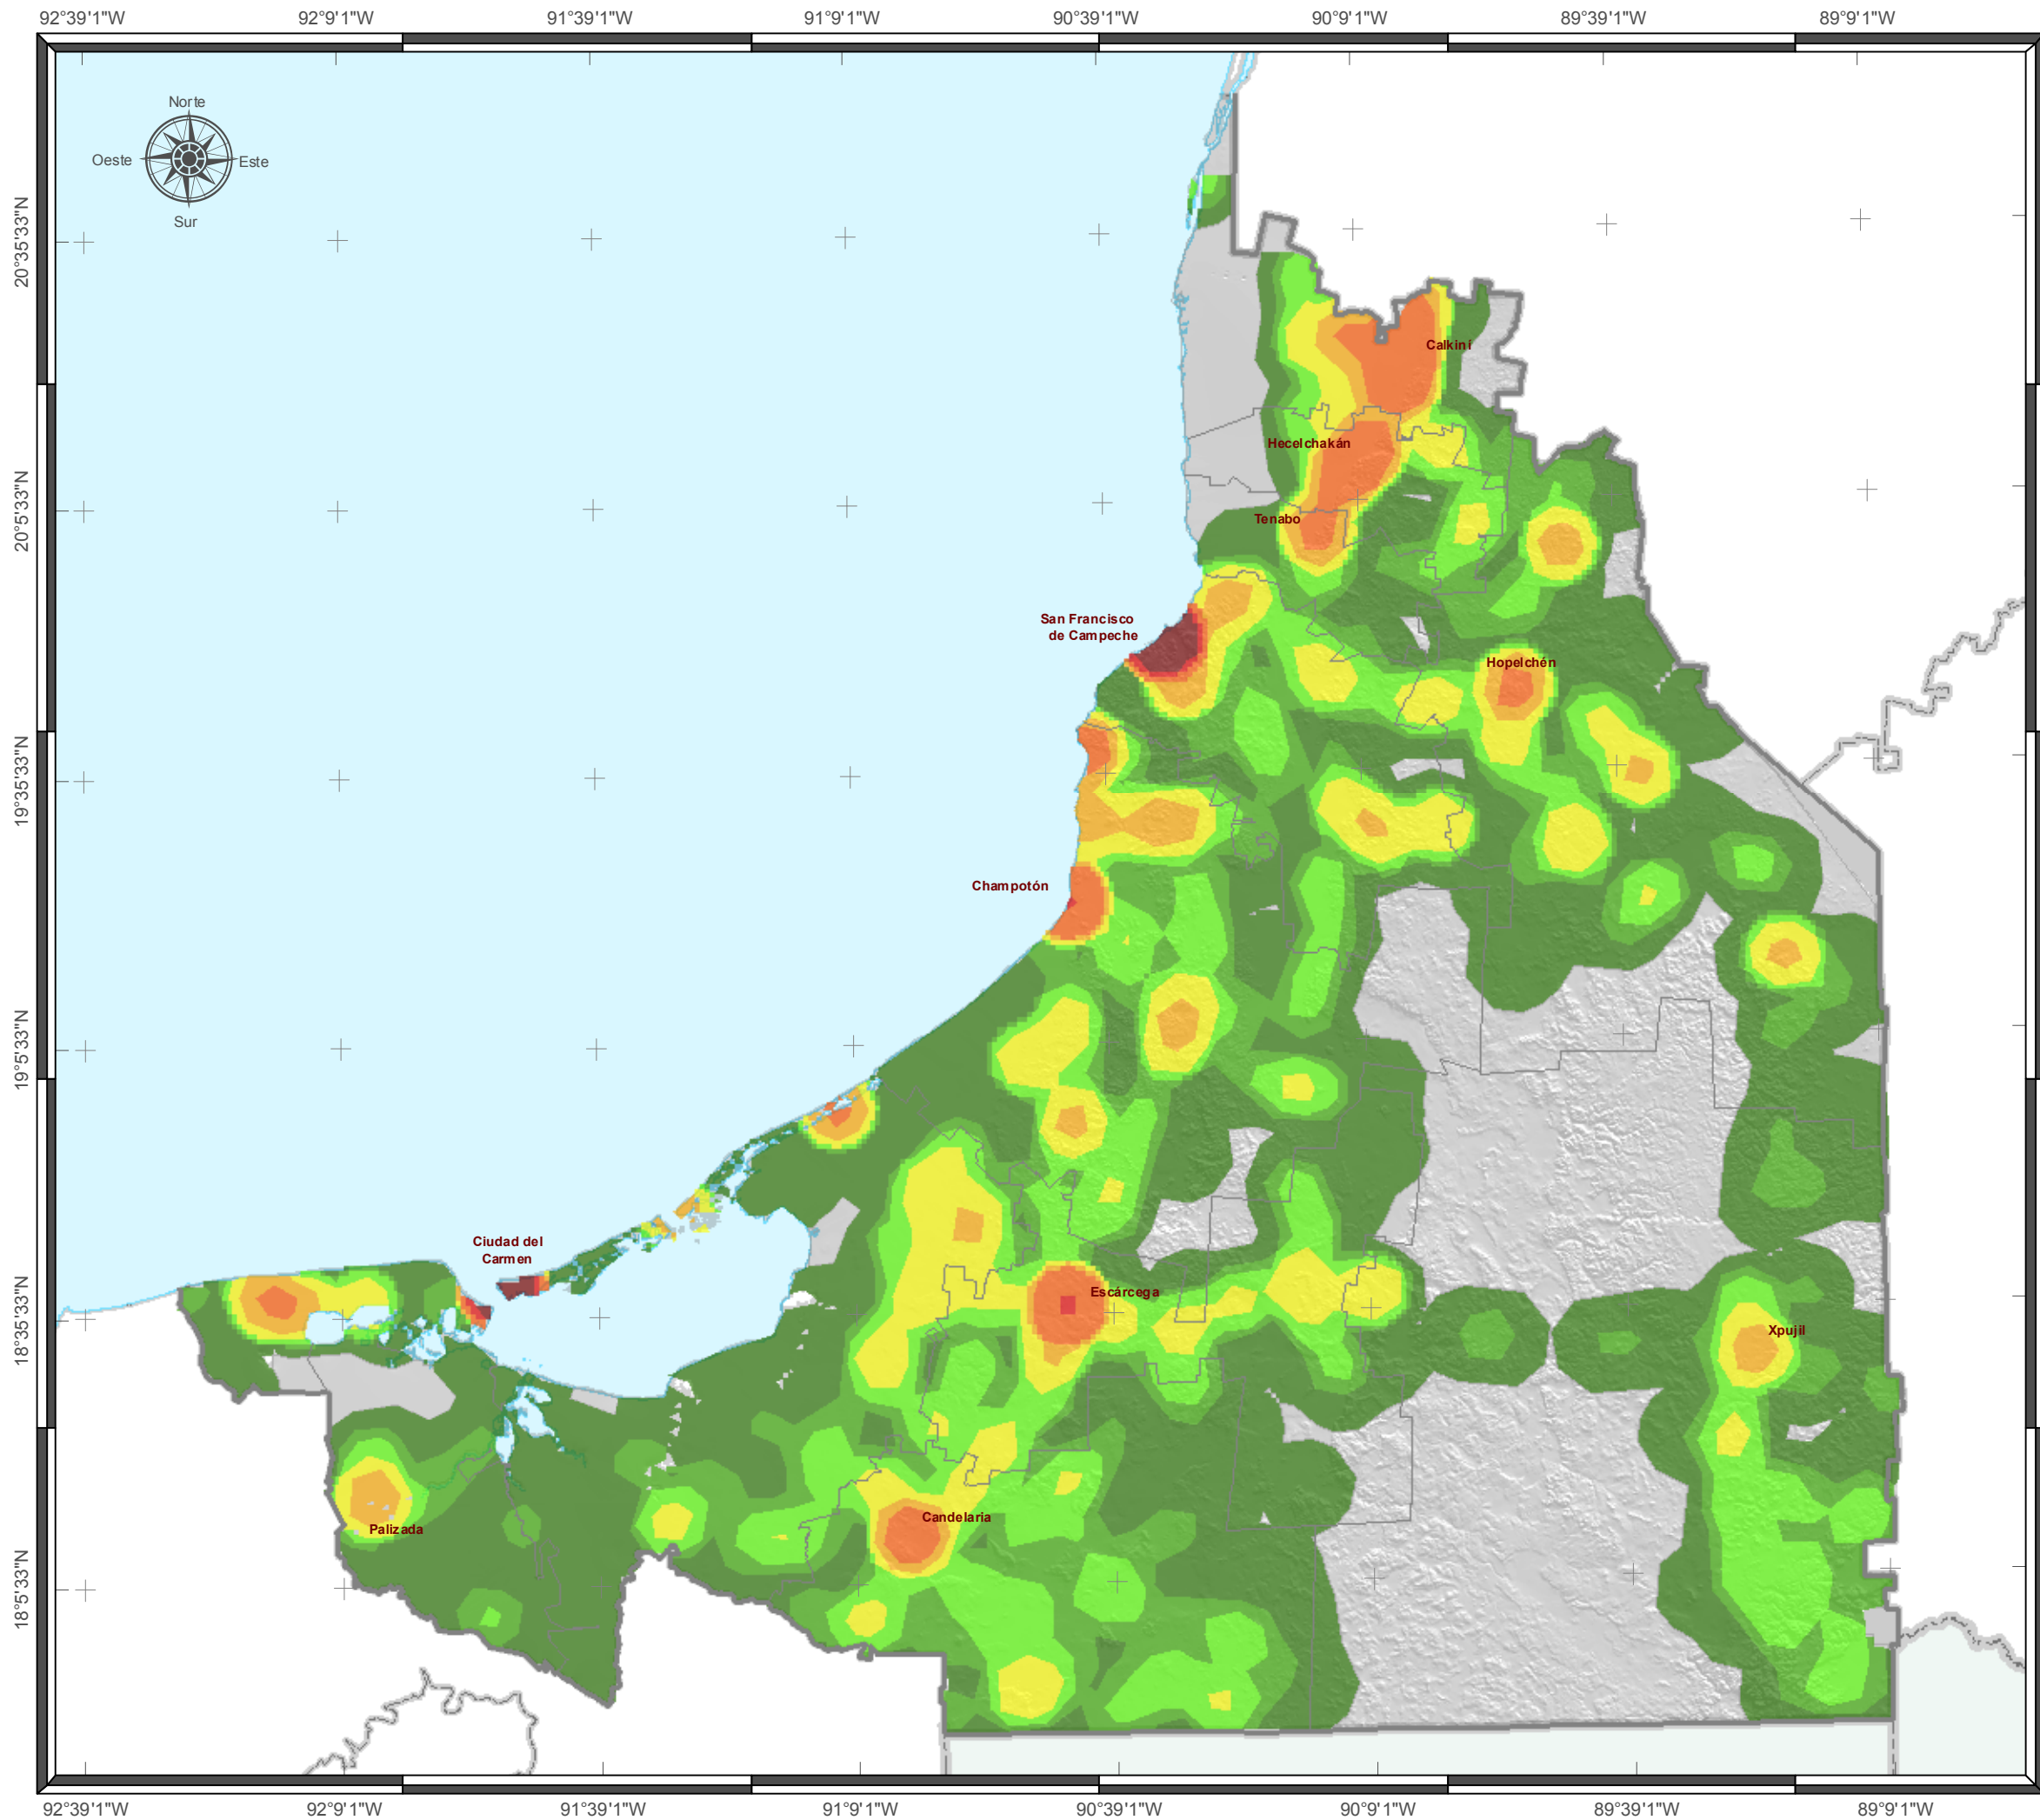 92°39'1"W 92°9'1"W 91°39'1"W 91°9'1"W 90°39'1"W 90°9'1"W 89°39'1"W 89°9'1"W
Norte
Oeste
Este
Sur
20°35'33"N
Calkiní
Hecelchakán
20°5'33"N
Tenabo
San Francisco
de Campeche
Hopelchén
19°35'33"N
Champotón
19°5'33"N
Ciudad del
Carmen
Escárcega
18°35'33"N
Xpujil
Candelaria
Palizada
18°5'33"N
92°39'1"W 92°9'1"W 91°39'1"W 91°9'1"W 90°39'1"W 90°9'1"W 89°39'1"W 89°9'1"W